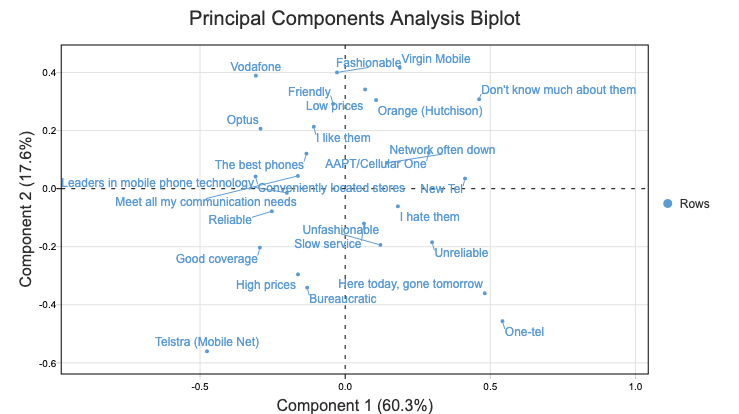 Principal Components Analysis Biplot
Component 2 (17.6%)
0.4
0.2
0.0
-0.2
-0.4
-0.6
Vodafone
Fashionable
Virgin Mobile
Friendly
Low prices
Don't know much about them
Orange (Hutchison)
Optus
I like them
Network often down
The best phones
AAPT/Cellular One
Leaders in mobile phone technology
Conveniently located stores
New Tel
Meet all my communication needs
Reliable
I hate them
Unfashionable
Slow service
Unreliable
Good coverage
High prices
Here today, gone tomorrow
Bureaucratic
One-tel
Telstra (Mobile Net)
Rows
-0.5
0.0
0.5
1.0
Component 1 (60.3%)